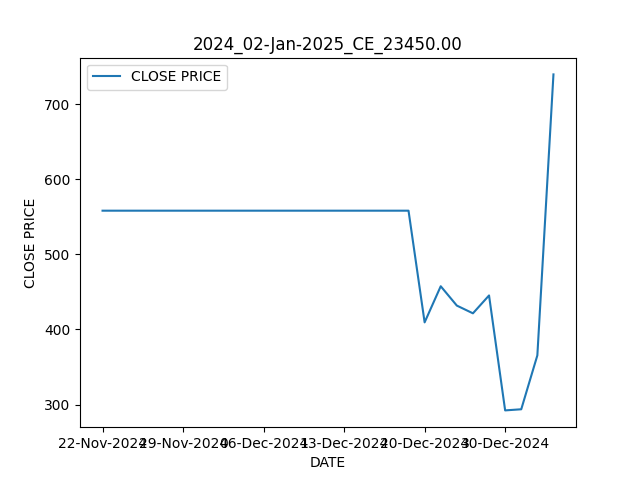 2024_02-Jan-2025_CE_23450.00
CLOSE PRICE
700
600
500
400
300
CLOSE PRICE
22-Nov-2024 29-Nov-2024 06-Dec-2024 13-Dec-2024 20-Dec-2024 30-Dec-2024
DATE